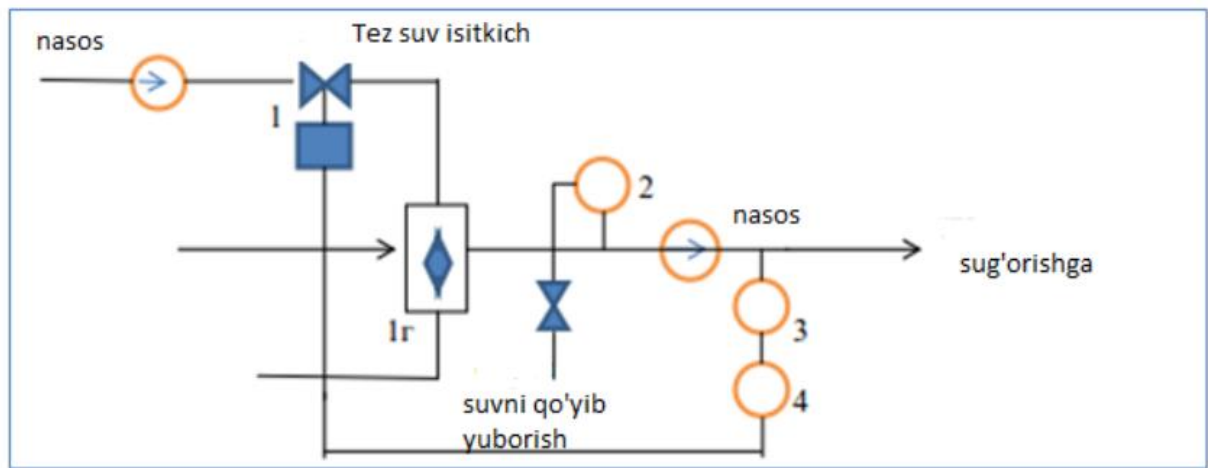 nasos
Tez suv isitkich
1
2
nasos
sug'orishga
1г
3
4
suvni qo'yib
yuborish